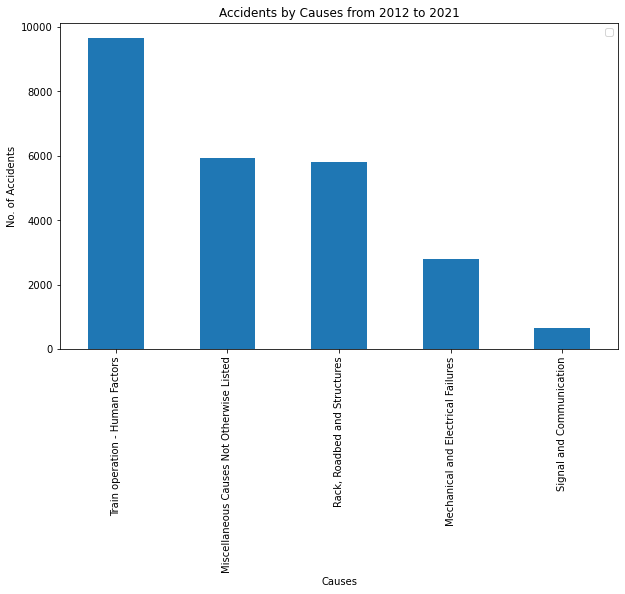 Accidents by Causes from 2012 to 2021
No. of Accidents
10000
8000
6000
4000
2000
0
Train operation - Human Factors
Miscellaneous Causes Not Otherwise Listed
Rack, Roadbed and Structures
Mechanical and Electrical Failures
Signal and Communication
Causes